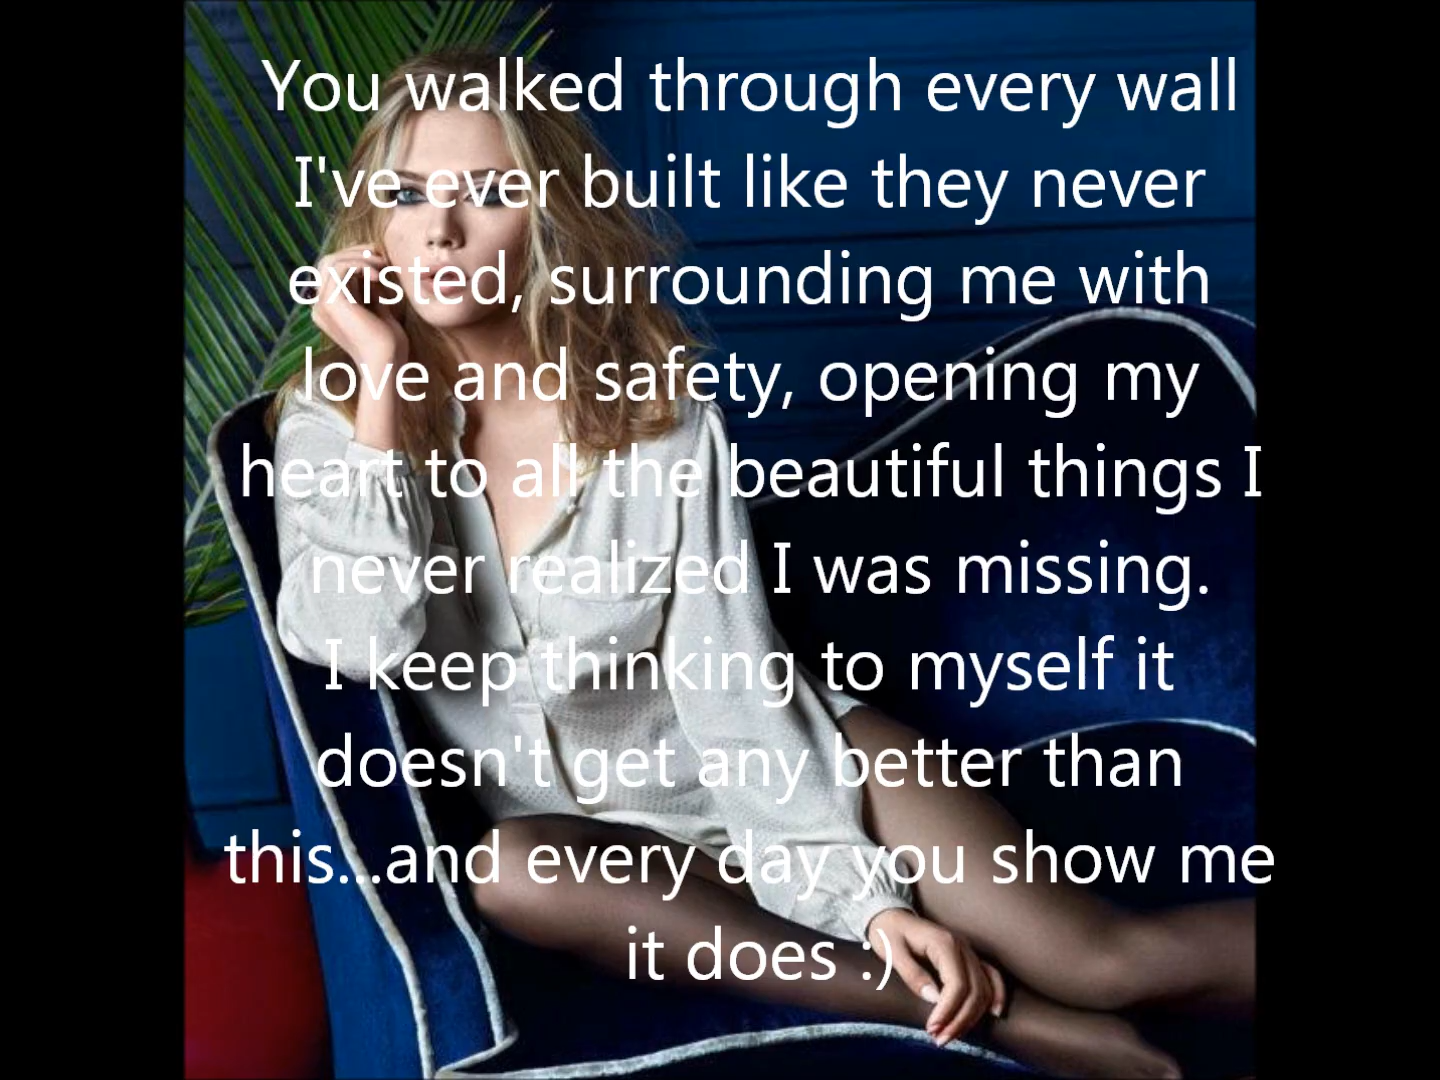 You walked through every wall
I've ever built like they never
existed, surrounding me with
love and safety, opening my
heart to all the beautiful things I
never realized I was missing.
I keep thinking to myself it
doesn't get any better than
this...and every day you show me
it does :)